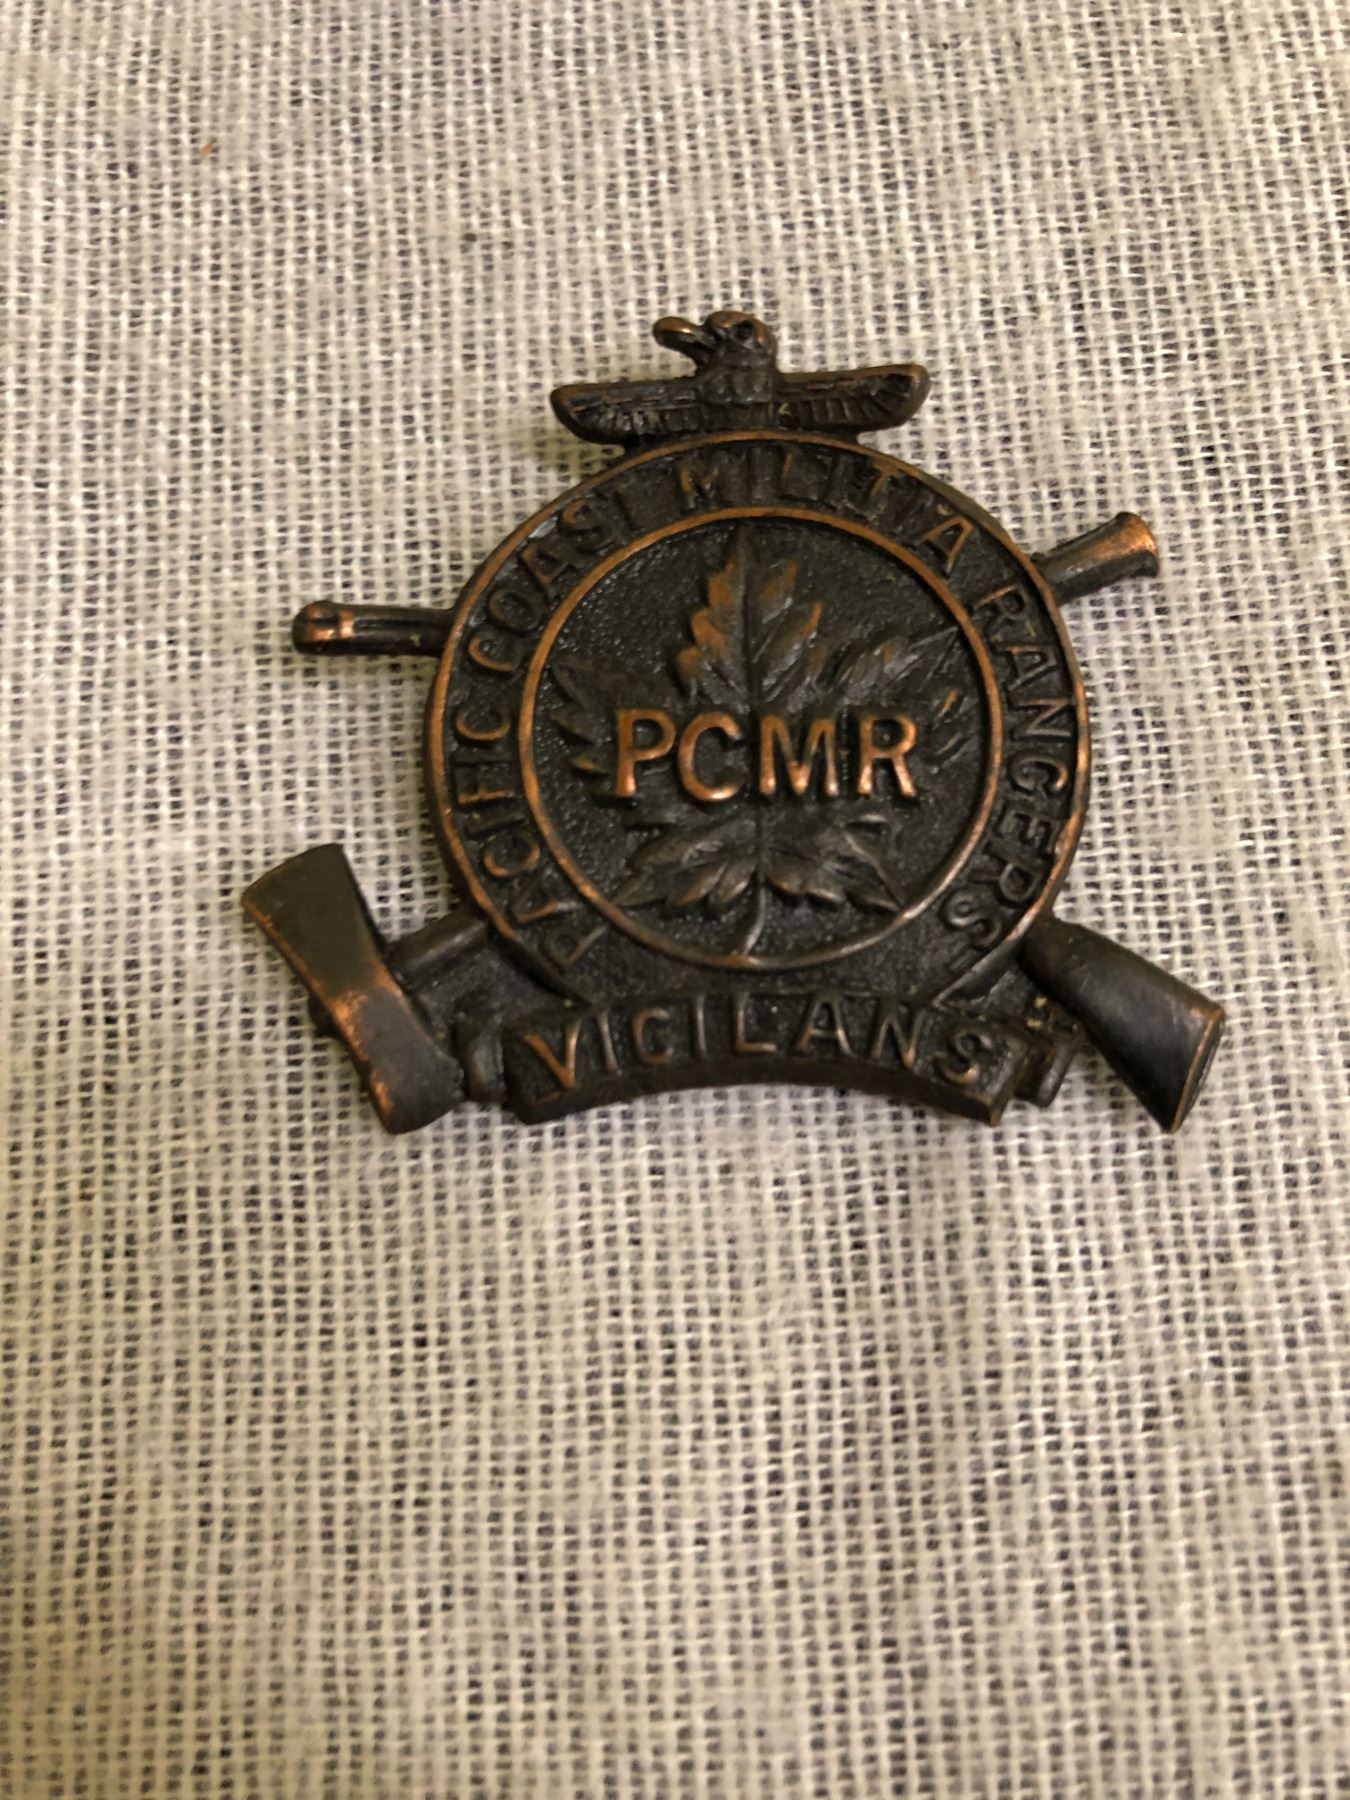 PACIFIC COAST MILITIA RANGERS
PCMR
VIGILANS